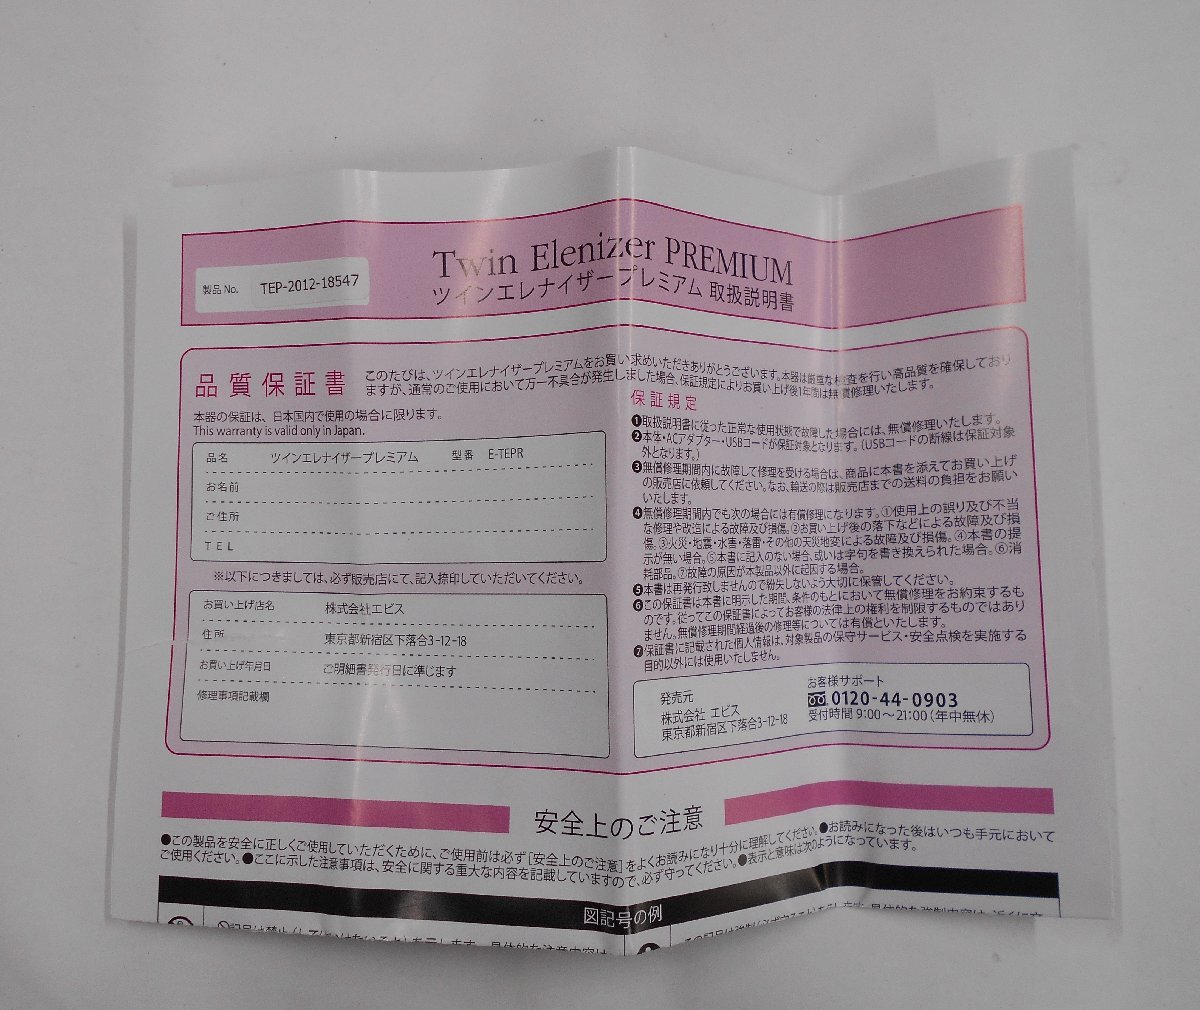 製品No. TEP-2012-18547
Twin Elenizer PREMIUM
ツインエレナイザープレミアム 取扱説明書
品質保証書
このたびは、ツインエレナイザープレミアムをお買い求めいただきありがとうございます。本器は厳重な検査を行い高品質を確保しており
ますが、通常のご使用において万一不具合が発生しました場合、保証規定によりお買い上げ後1年間は無償修理いたします。
本器の保証は、日本国内で使用の場合に限ります。
This warranty is valid only in Japan.
品名 ツインエレナイザープレミアム 型番 E-TEPR
お名前
ご住所
TEL
※以下につきましては、必ず販売店にて、記入捺印していただいてください。
お買い上げ店名 株式会社エビス
住所 東京都新宿区下落合3-12-18
お買い上げ年月日 ご明細書発行日に準じます
修理事項記載欄
保証規定
❶取扱説明書に従った正常な使用状態で故障した場合には、無償修理いたします。
❷本体・ACアダプター・USBコードが保証対象となります。(USBコードの断線は保証対象
外となります。)
❸無償修理期間内に故障して修理を受ける場合は、商品に本書を添えてお買い上げ
の販売店に依頼してください。なお、輸送の際は販売店までの送料の負担をお願い
いたします。
❹無償修理期間内でも次の場合には有償修理になります。①使用上の誤り及び不当
な修理や改造による故障及び損傷。②お買い上げ後の落下などによる故障及び損
傷。③火災・地震・水害・落雷・その他の天災地変による故障及び損傷。④本書の提
示が無い場合。⑤本書に記入のない場合、或いは字句を書き換えられた場合。⑥消
耗部品。⑦故障の原因が本製品以外に起因する場合。
❺本書は再発行致しませんので紛失しないよう大切に保管してください。
❻この保証書は本書に明示した期間、条件のもとにおいて無償修理をお約束するも
のです。従ってこの保証書によってお客様の法律上の権利を制限するものではあり
ません。無償修理期間経過後の修理等については有償といたします。
❼保証書に記載された個人情報は、対象製品の保守サービス・安全点検を実施する
目的以外には使用いたしません。
発売元
株式会社 エビス
東京都新宿区下落合3-12-18
お客様サポート
0120-44-0903
受付時間 9:00〜21:00(年中無休)
安全上のご注意
●この製品を安全に正しくご使用していただくために、ご使用前は必ず[安全上のご注意]をよくお読みになり十分に理解してください。●お読みになった後はいつも手元において
ご使用ください。●ここに示した注意事項は、安全に関する重大な内容を記載していますので、必ず守ってください。●表示と意味は次のようになっています。
図記号の例